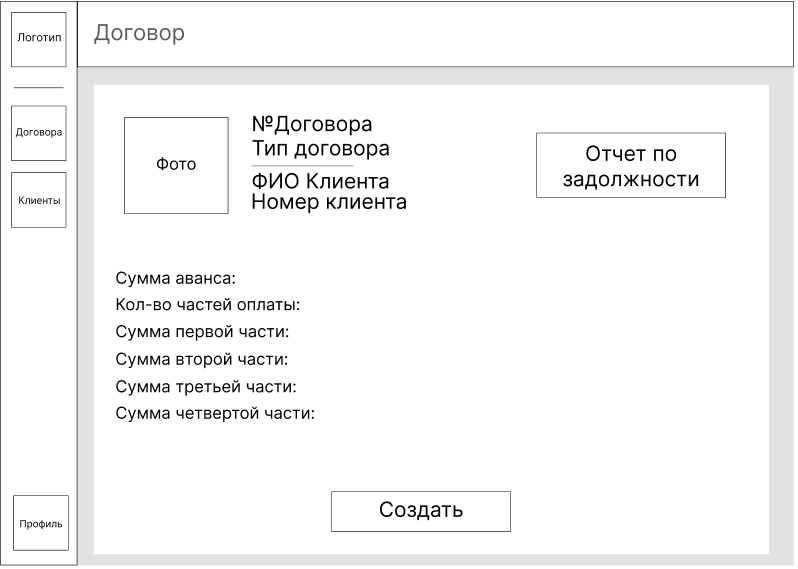 Логотип
Договор
Договора
Клиенты
Профиль
Фото
№Договора
Тип договора
ФИО Клиента
Номер клиента
Отчет по
задолжности
Сумма аванса:
Кол-во частей оплаты:
Сумма первой части:
Сумма второй части:
Сумма третьей части:
Сумма четвертой части:
Создать